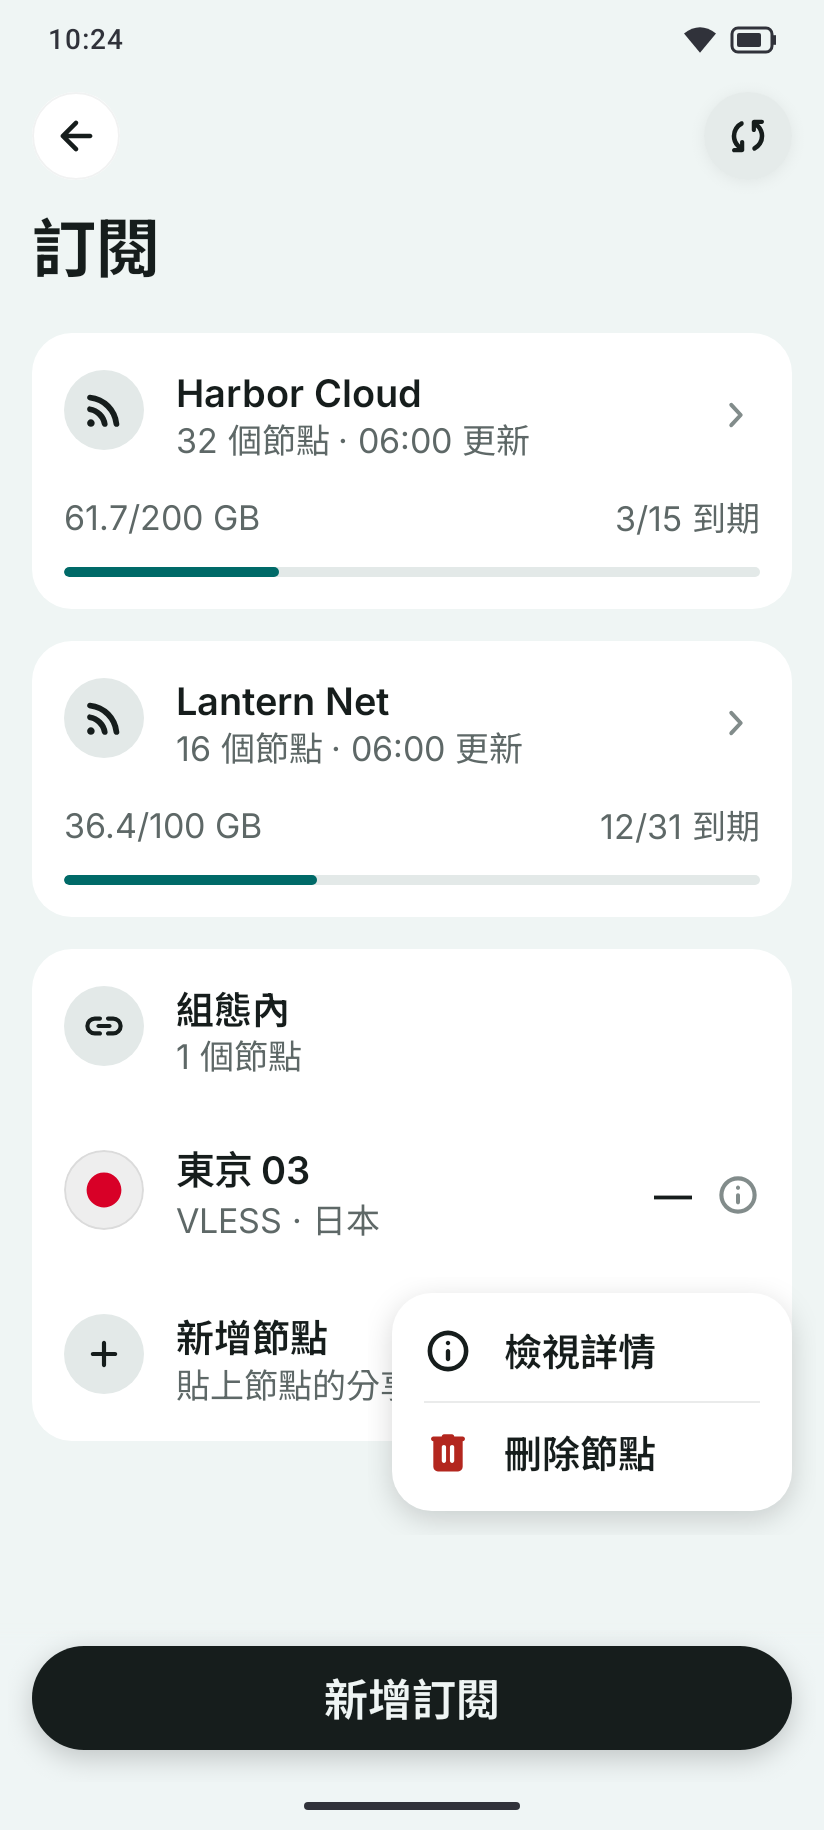 10:24
訂閱
Harbor Cloud
32 個節點 · 06:00 更新
61.7/200 GB
3/15 到期
Lantern Net
16 個節點 · 06:00 更新
36.4/100 GB
12/31 到期
組態內
1 個節點
東京 03
VLESS · 日本
—
新增節點
貼上節點的分
檢視詳情
刪除節點
新增訂閱